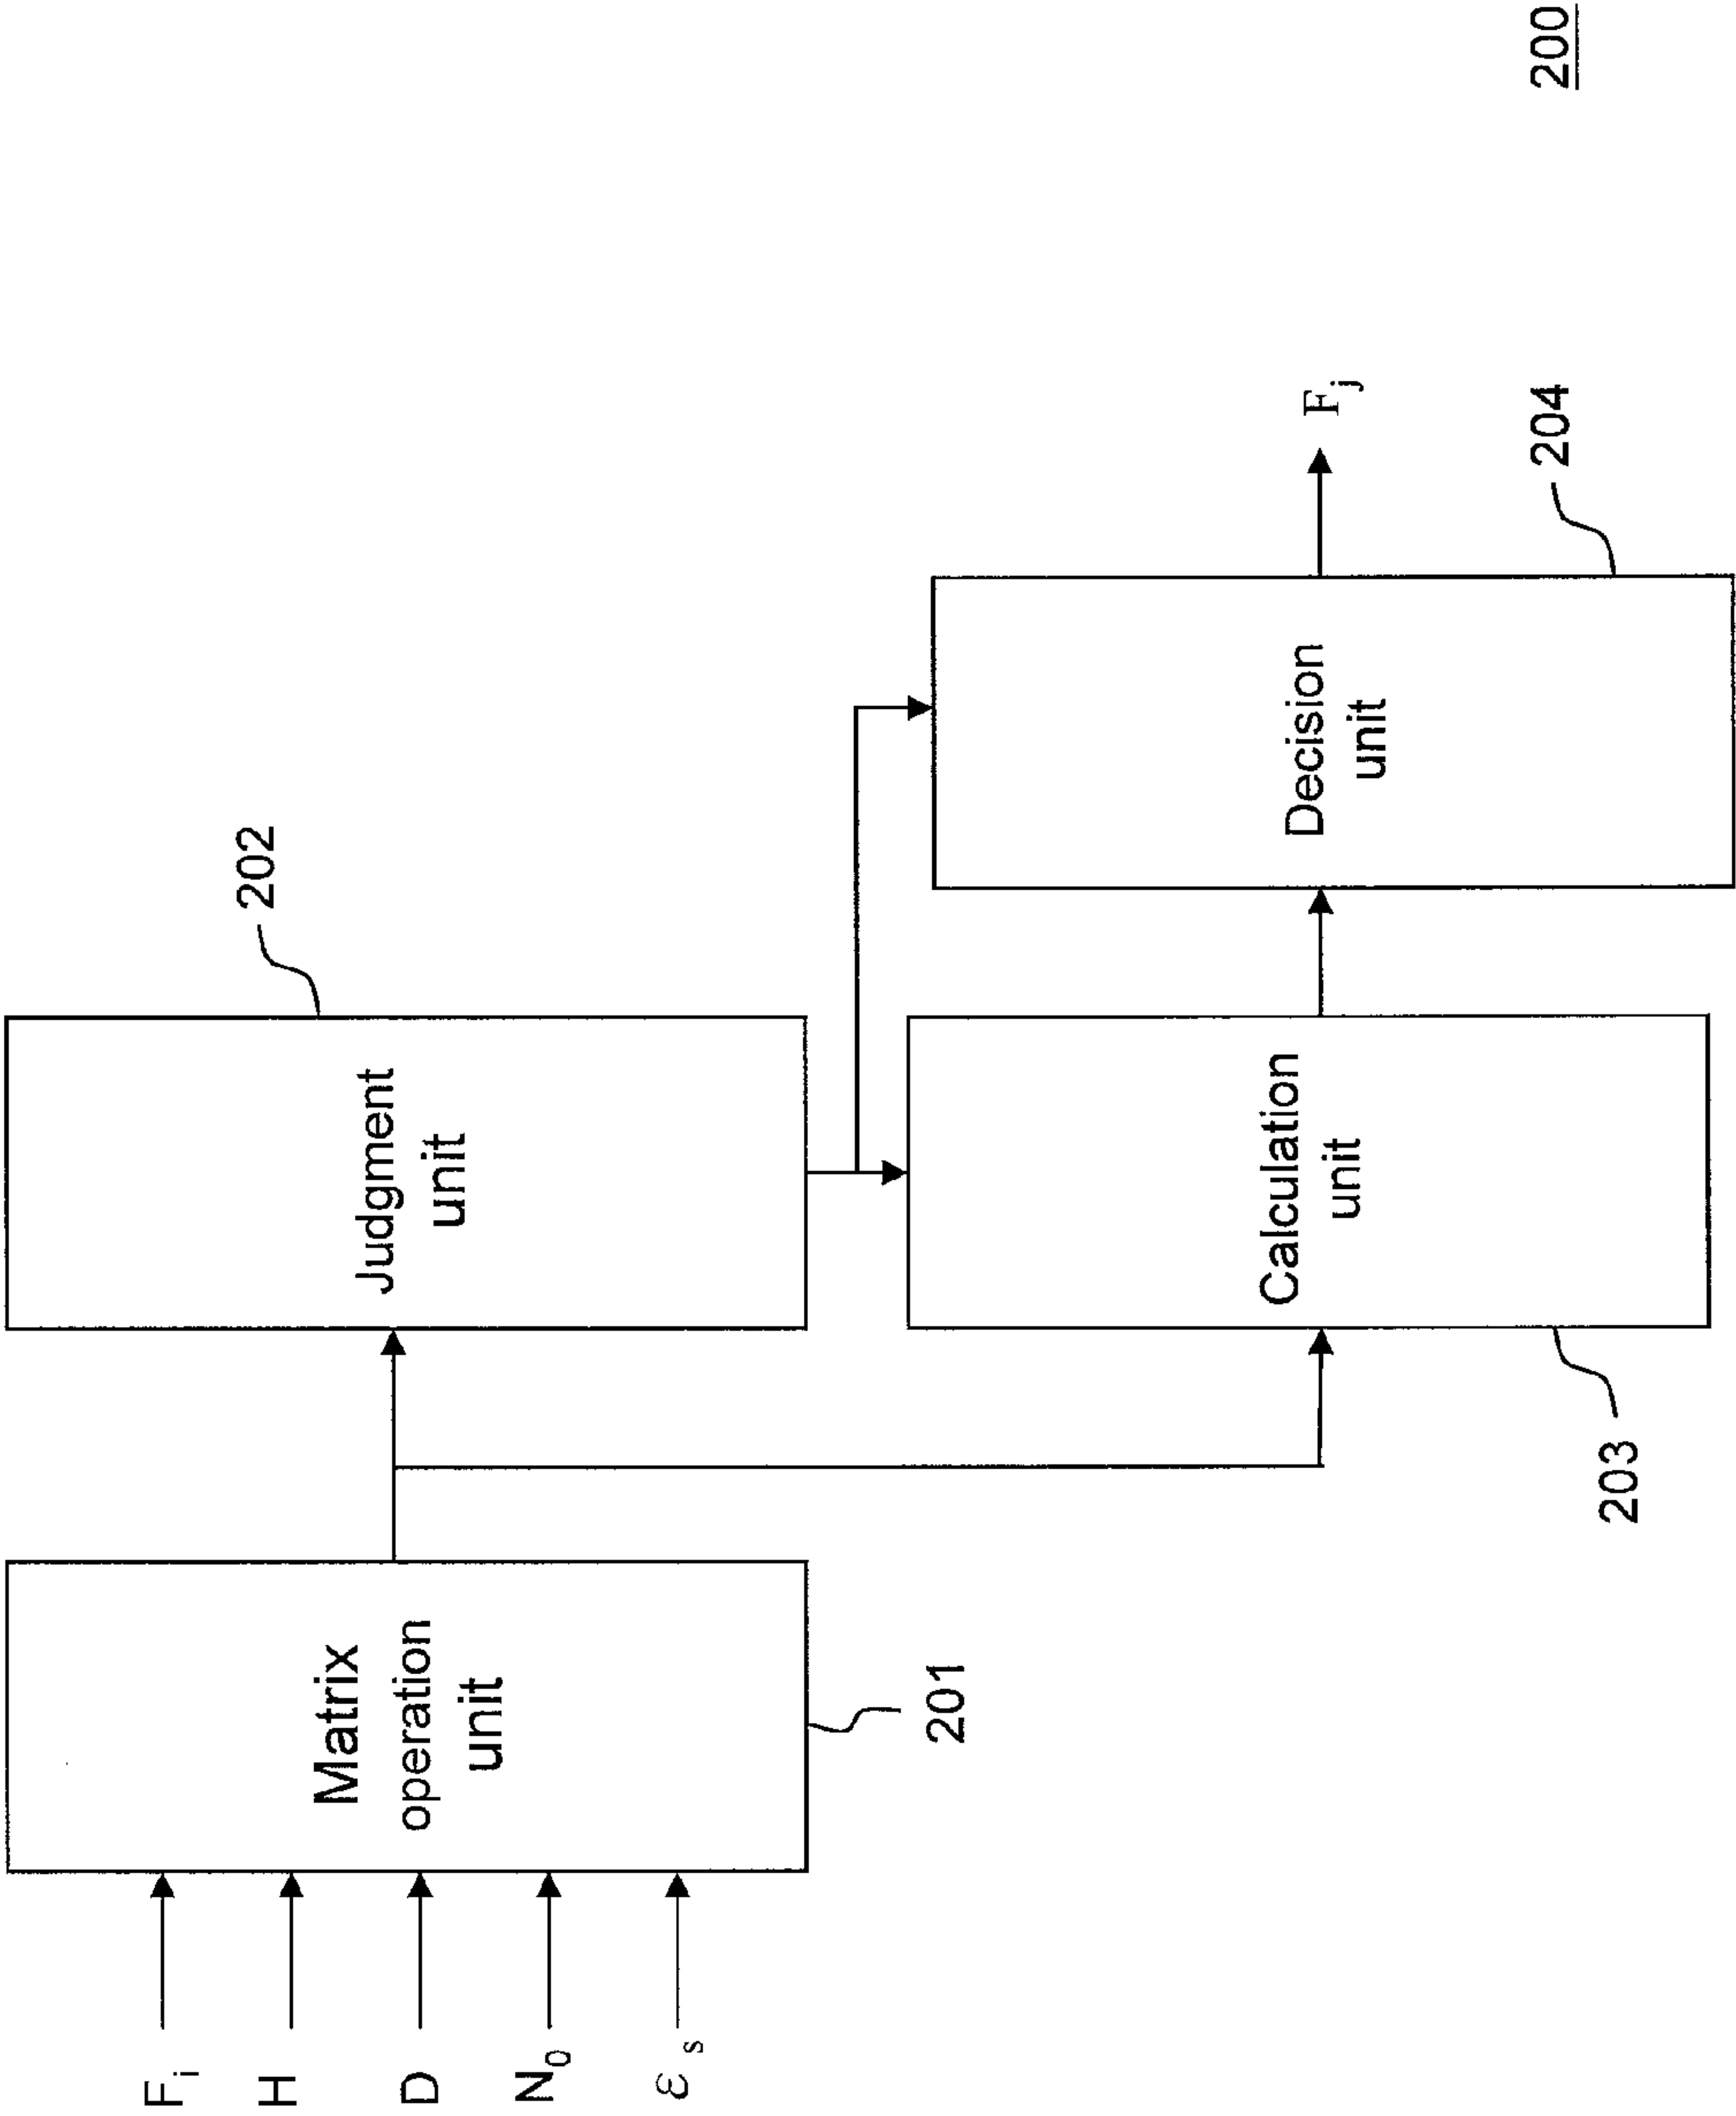 F_i
H
D
N_0
ε_s
Matrix
operation
unit
201
Judgment
unit
202
Calculation
unit
203
Decision
unit
204
F_j
200